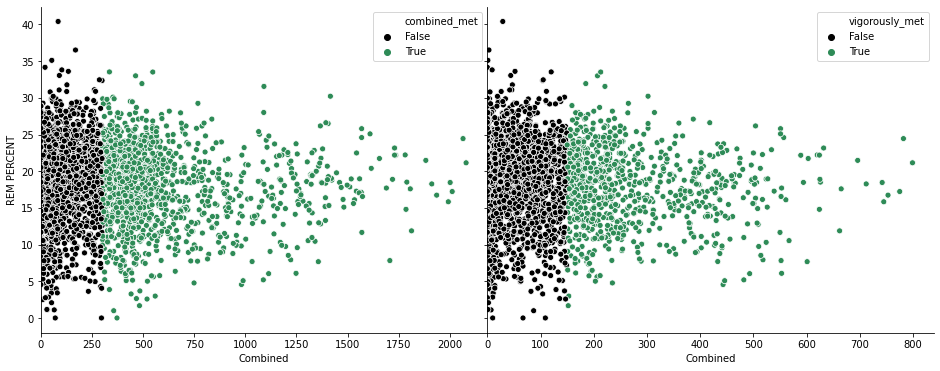 combined_met
False
True
vigorously_met
False
True
40
35
30
25
20
15
10
5
0
REM PERCENT
0 250 500 750 1000 1250 1500 1750 2000
Combined
0 100 200 300 400 500 600 700 800
Combined